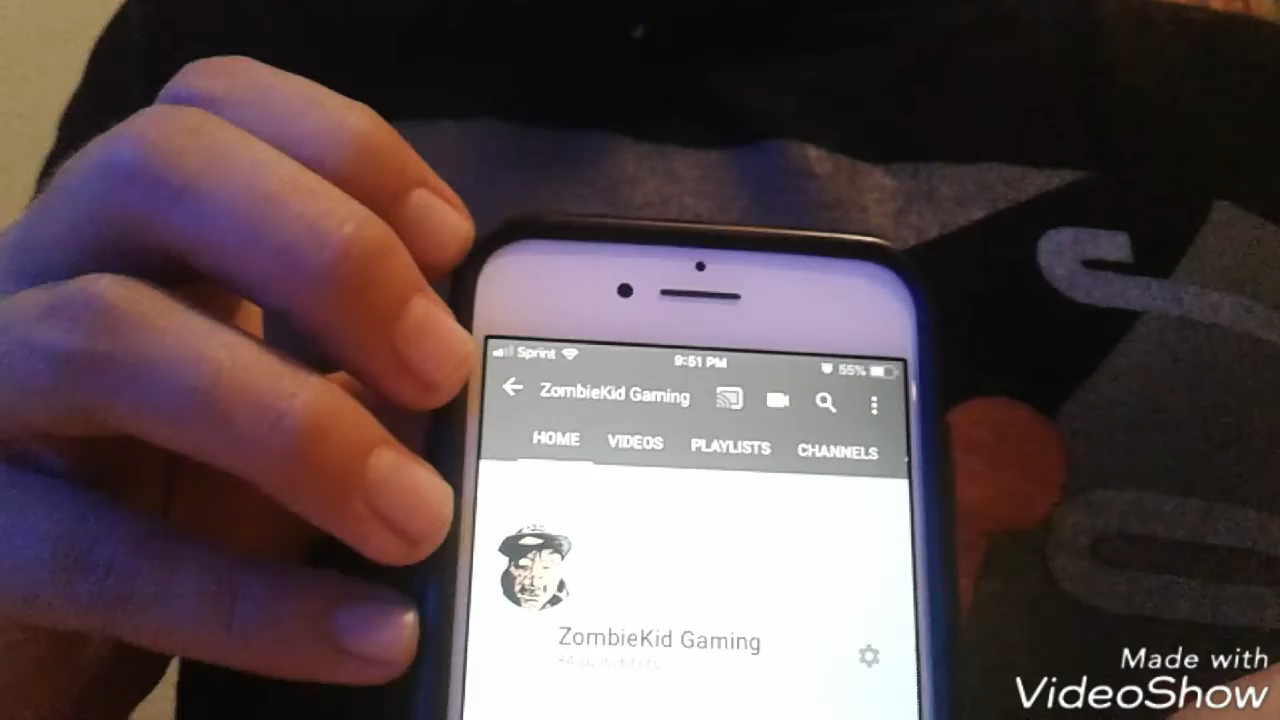 Sprint 9:51 PM 55%
ZombieKid Gaming
HOME VIDEOS PLAYLISTS CHANNELS
ZombieKid Gaming
Made with
VideoShow